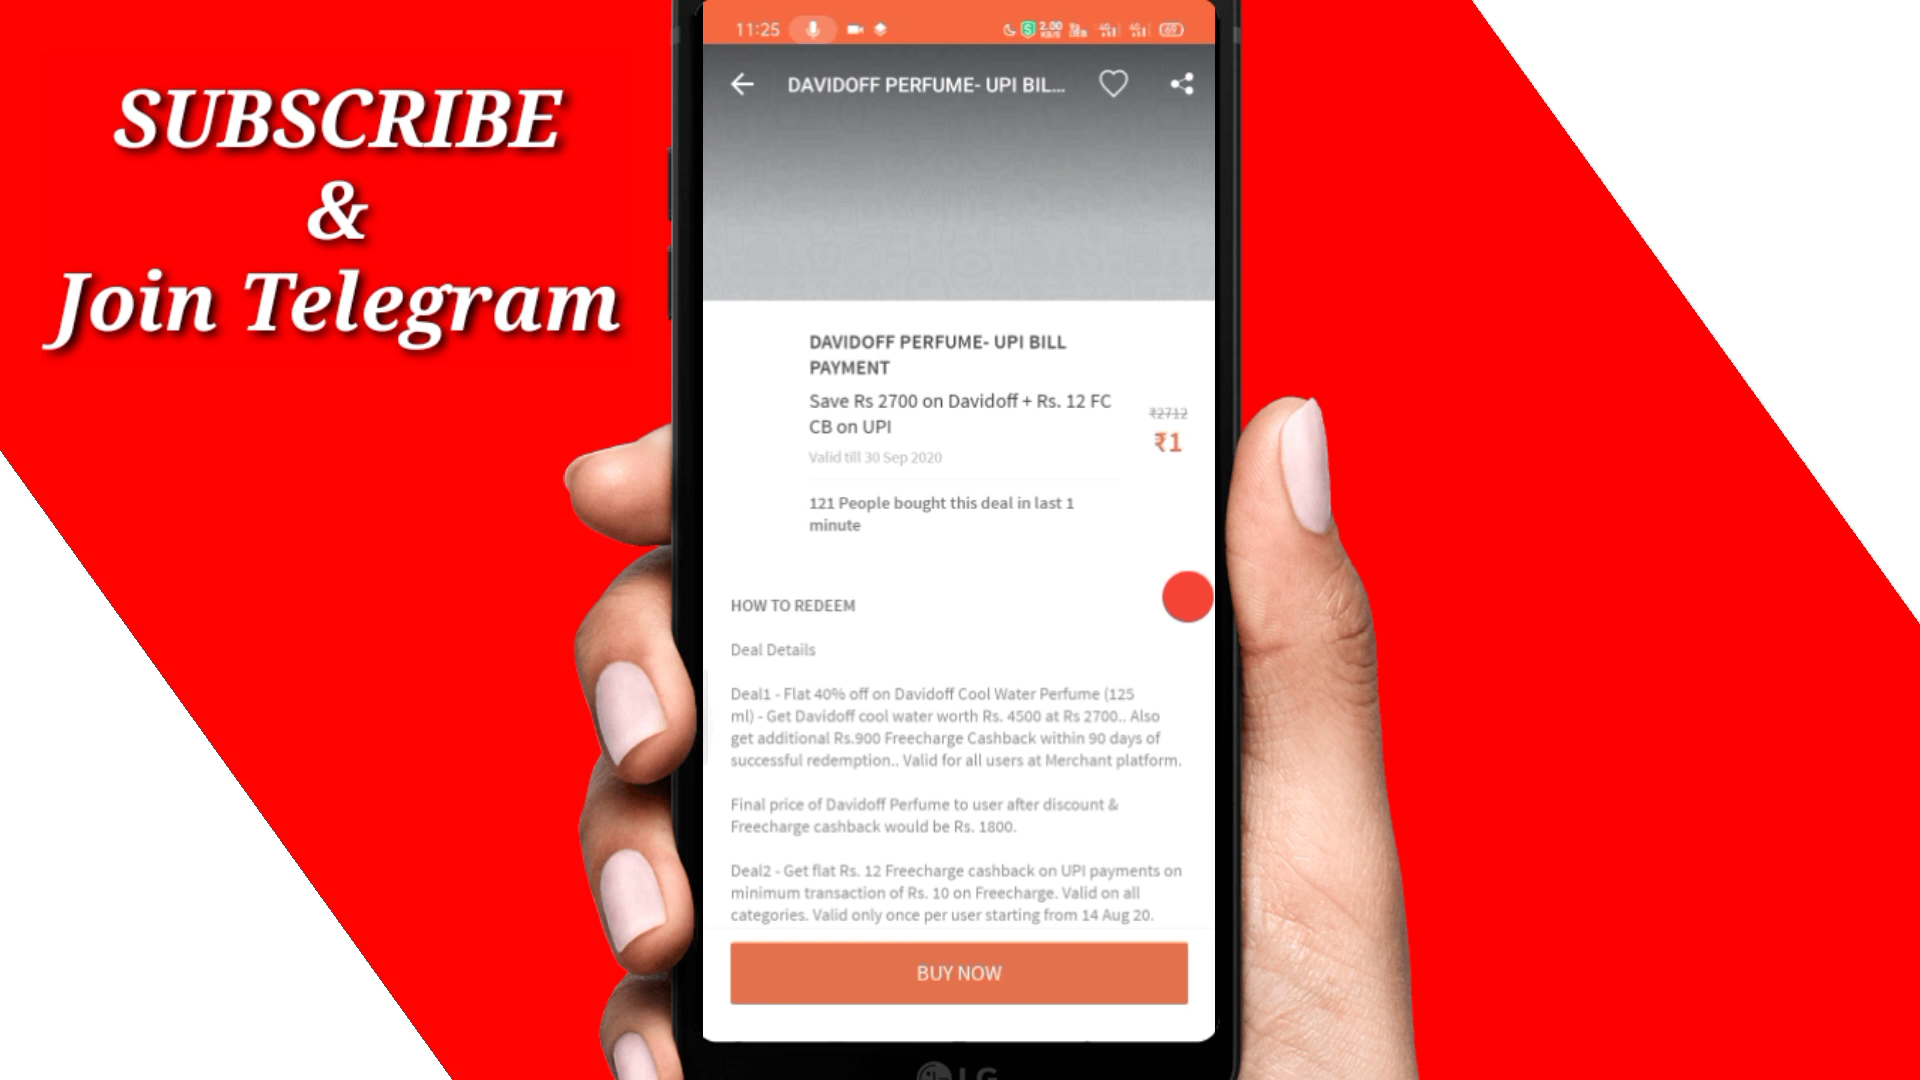 SUBSCRIBE
&
Join Telegram
11:25
2.00
KB/S
4G
4G
69
DAVIDOFF PERFUME- UPI BIL...
DAVIDOFF PERFUME- UPI BILL
PAYMENT
Save Rs 2700 on Davidoff + Rs. 12 FC
CB on UPI
₹2712
₹1
Valid till 30 Sep 2020
121 People bought this deal in last 1
minute
HOW TO REDEEM
Deal Details
Deal1 - Flat 40% off on Davidoff Cool Water Perfume (125
ml) - Get Davidoff cool water worth Rs. 4500 at Rs 2700.. Also
get additional Rs.900 Freecharge Cashback within 90 days of
successful redemption.. Valid for all users at Merchant platform.
Final price of Davidoff Perfume to user after discount &
Freecharge cashback would be Rs. 1800.
Deal2 - Get flat Rs. 12 Freecharge cashback on UPI payments on
minimum transaction of Rs. 10 on Freecharge. Valid on all
categories. Valid only once per user starting from 14 Aug 20.
BUY NOW
LG